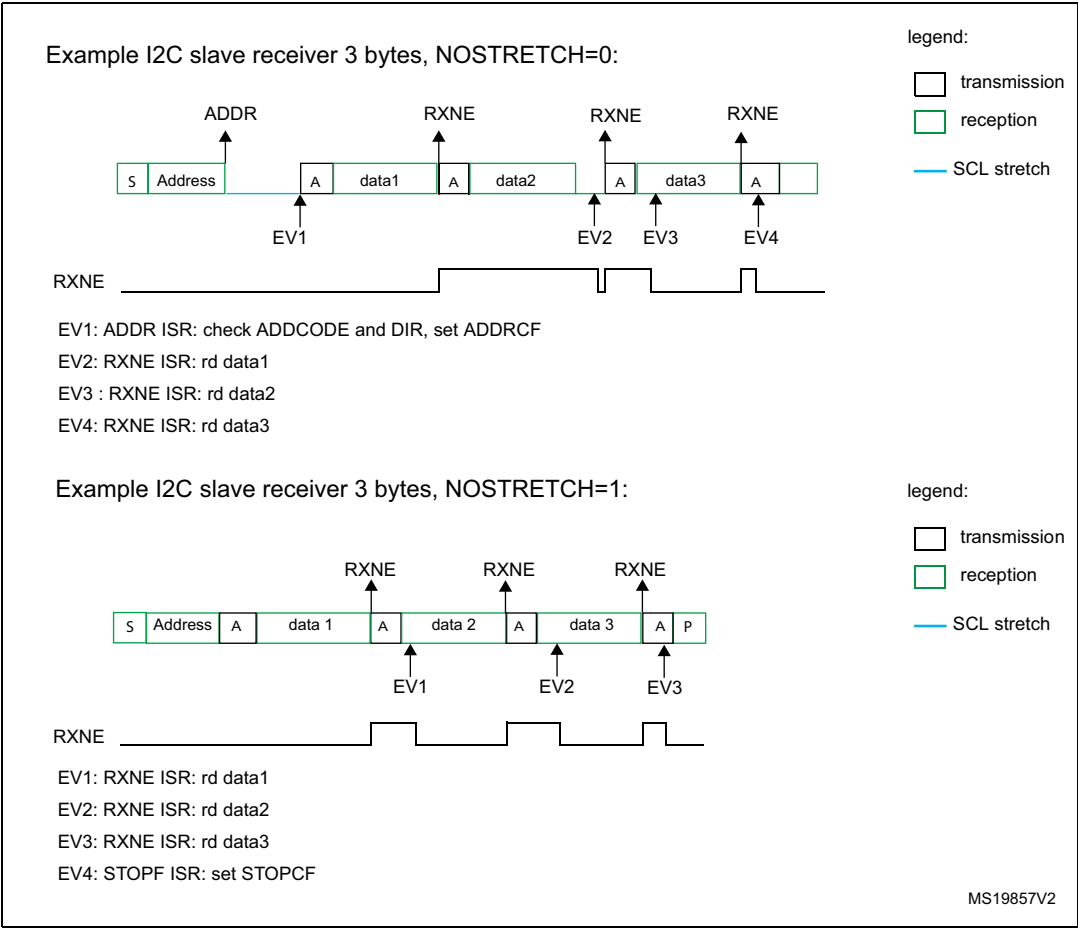 Example I2C slave receiver 3 bytes, NOSTRETCH=0:
legend:
transmission
reception
SCL stretch
ADDR RXNE RXNE RXNE
S Address A data1 A data2 A data3 A
EV1 EV2 EV3 EV4
RXNE
EV1: ADDR ISR: check ADDCODE and DIR, set ADDRCF
EV2: RXNE ISR: rd data1
EV3 : RXNE ISR: rd data2
EV4: RXNE ISR: rd data3
Example I2C slave receiver 3 bytes, NOSTRETCH=1:
legend:
transmission
reception
SCL stretch
RXNE RXNE RXNE
S Address A data 1 A data 2 A data 3 A P
EV1 EV2 EV3
RXNE
EV1: RXNE ISR: rd data1
EV2: RXNE ISR: rd data2
EV3: RXNE ISR: rd data3
EV4: STOPF ISR: set STOPCF
MS19857V2